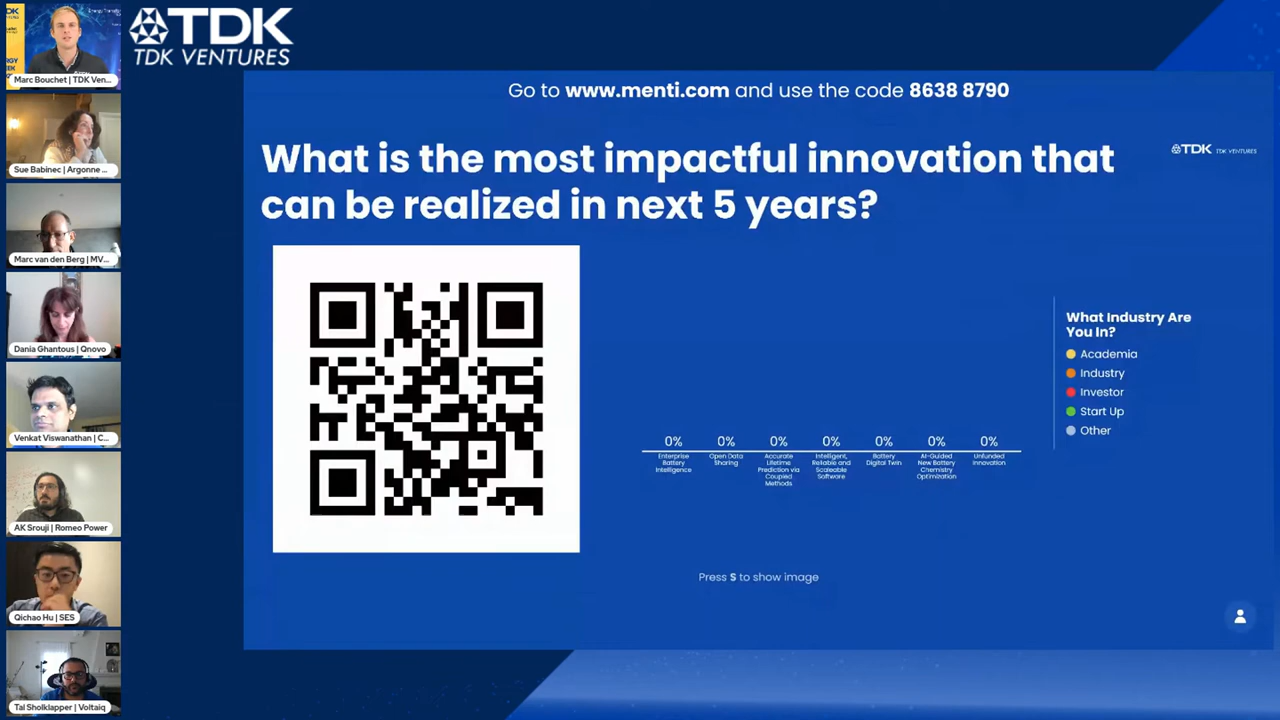 TDK
TDK VENTURES
Go to www.menti.com and use the code 8638 8790
What is the most impactful innovation that
can be realized in next 5 years?
TDK TDK VENTURES
0% 0% 0% 0% 0% 0% 0%
Enterprise
Battery
Intelligence
Open Data
Sharing
Accurate
Lifetime
Prediction via
Coupled
Methods
Intelligent,
Reliable and
Scaleable
Software
Battery
Digital Twin
AI-Guided
New Battery
Chemistry
Optimization
Unfunded
Innovation
What Industry Are
You In?
Academia
Industry
Investor
Start Up
Other
Press S to show image
Marc Bouchet | TDK Ven...
Sue Babinec | Argonne ...
Marc van den Berg | MV...
Dania Ghantous | Qnovo
Venkat Viswanathan | C...
AK Srouji | Romeo Power
Qichao Hu | SES
Tal Sholklapper | Voltaiq